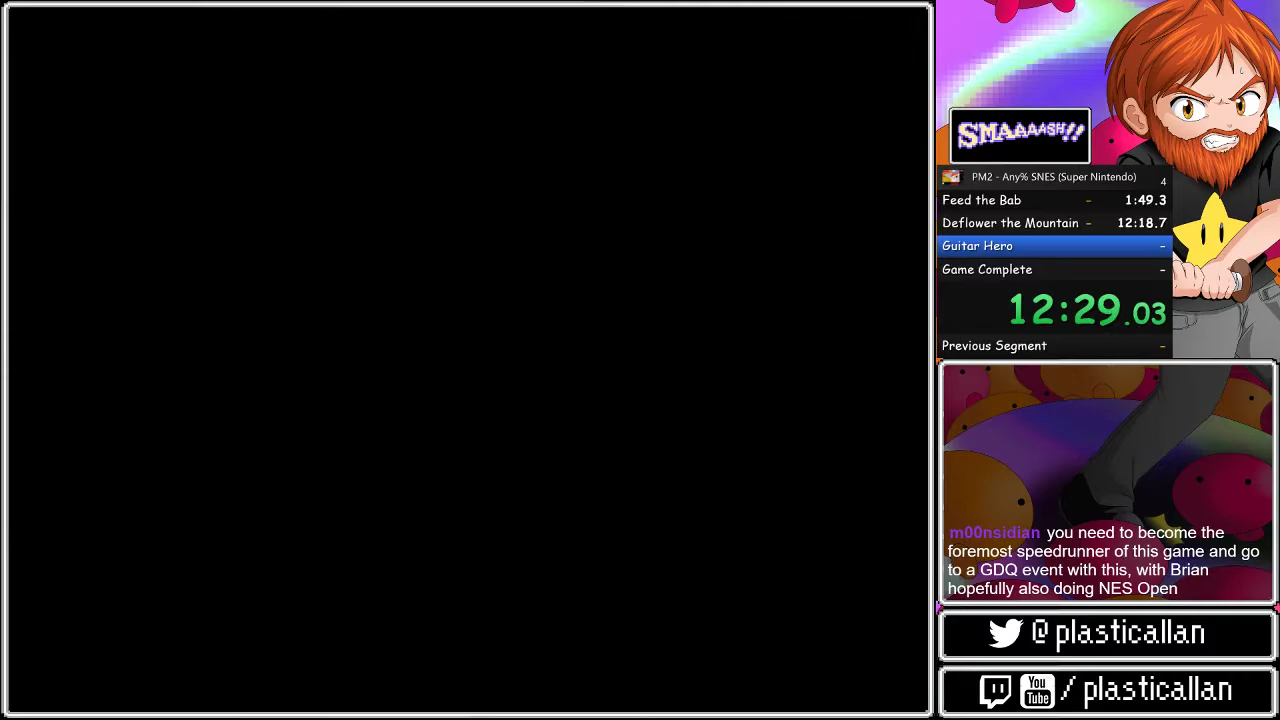 SMAAAASH!!
PM2 - Any% SNES (Super Nintendo)
4
Feed the Bab - 1:49.3
Deflower the Mountain - 12:18.7
Guitar Hero -
Game Complete -
12:29.03
Previous Segment -
m00nsidian you need to become the
foremost speedrunner of this game and go
to a GDQ event with this, with Brian
hopefully also doing NES Open
@plasticallan
You
Tube
/plasticallan